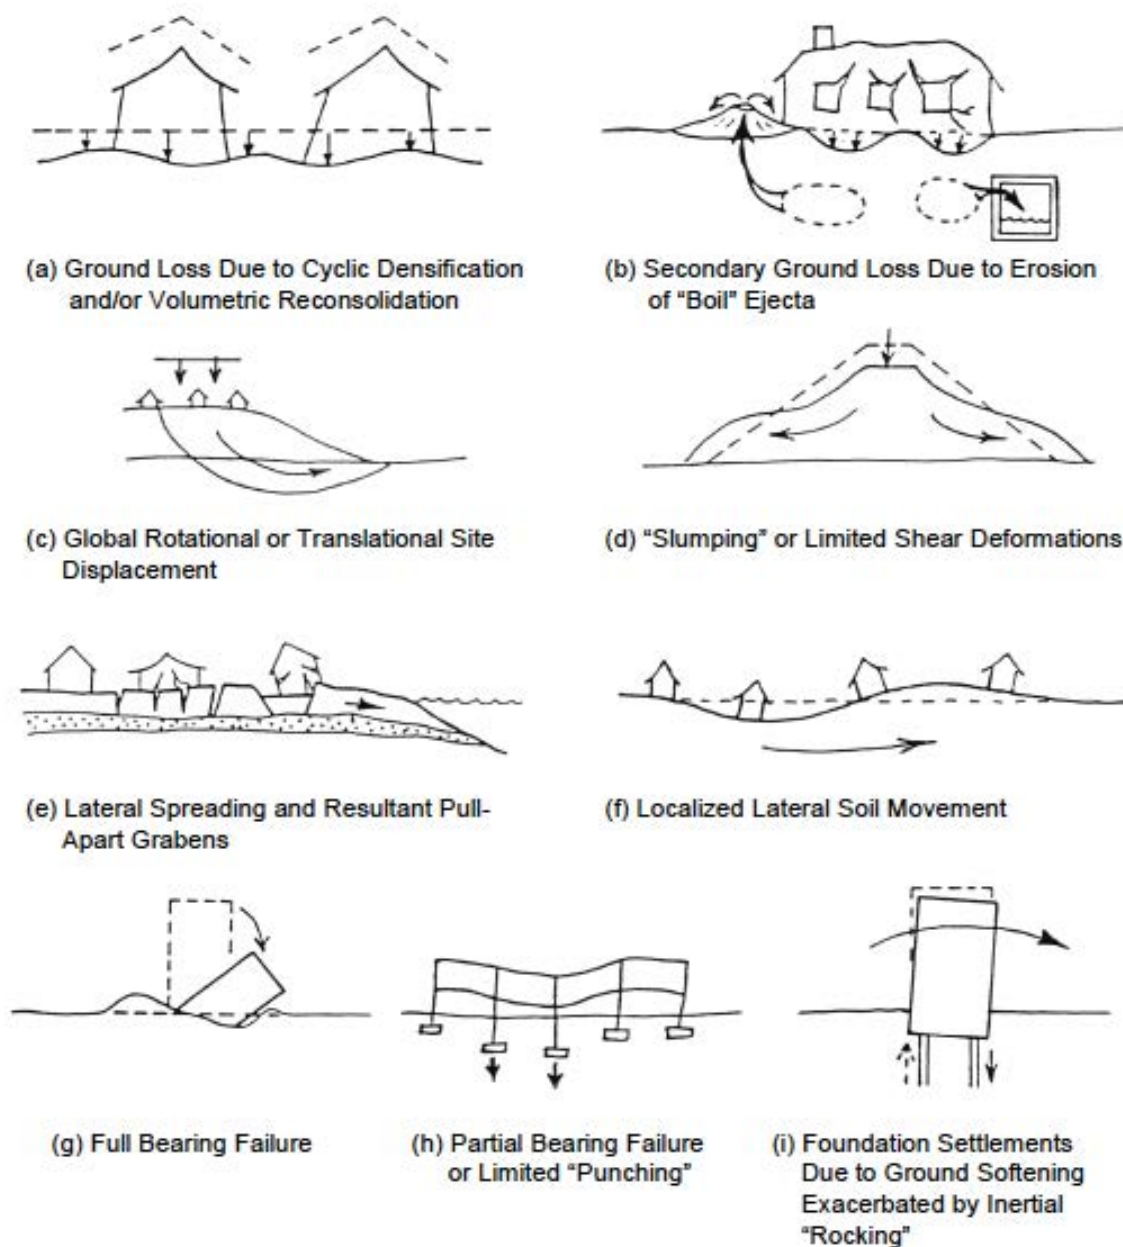 (a) Ground Loss Due to Cyclic Densification
and/or Volumetric Reconsolidation
(b) Secondary Ground Loss Due to Erosion
of “Boil” Ejecta
(c) Global Rotational or Translational Site
Displacement
(d) “Slumping” or Limited Shear Deformations
(e) Lateral Spreading and Resultant Pull-
Apart Grabens
(f) Localized Lateral Soil Movement
(g) Full Bearing Failure
(h) Partial Bearing Failure
or Limited “Punching”
(i) Foundation Settlements
Due to Ground Softening
Exacerbated by Inertial
“Rocking”